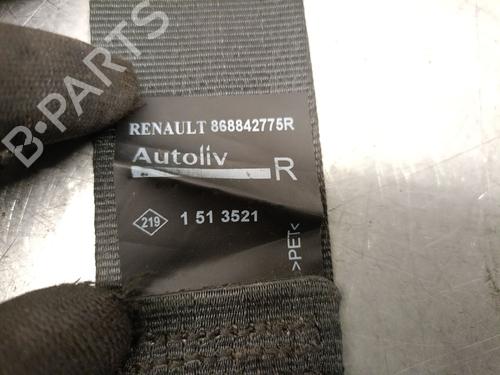 B-PARTS
RENAULT 868842775R
Autoliv
R
219
1 51 3521
>PET<